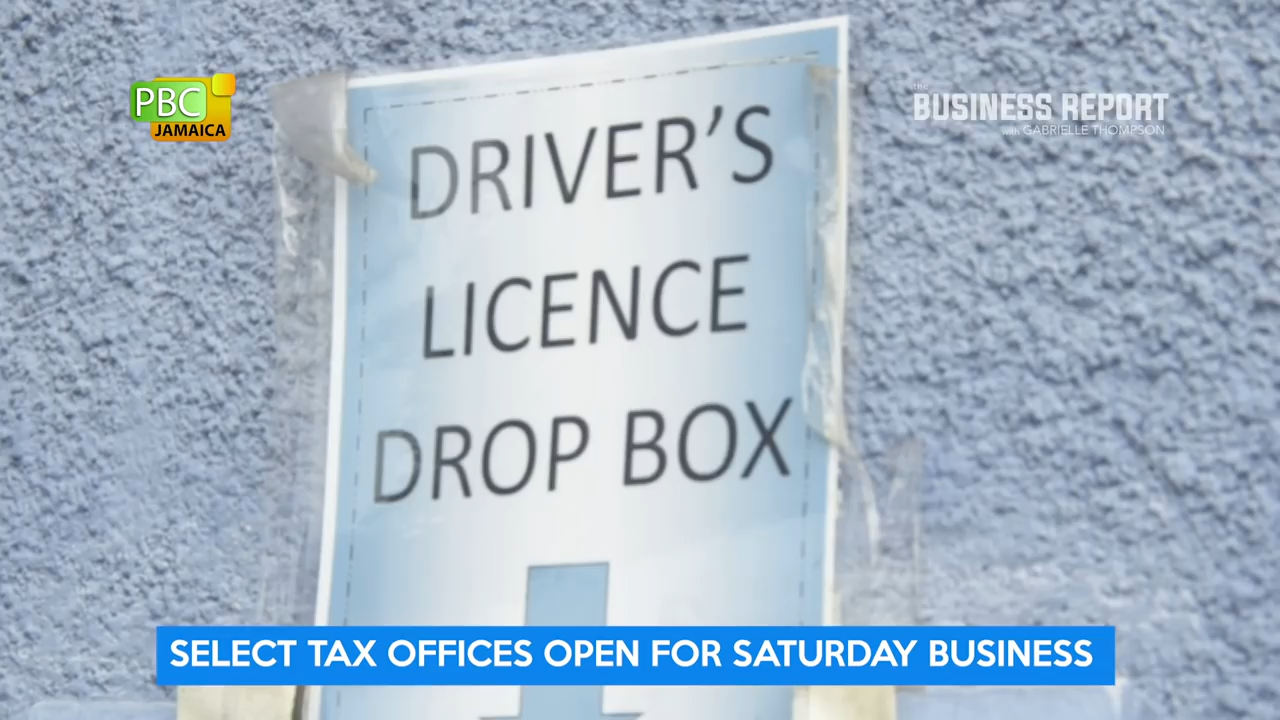 PBC
JAMAICA
the
BUSINESS REPORT
with GABRIELLE THOMPSON
DRIVER'S
LICENCE
DROP BOX
SELECT TAX OFFICES OPEN FOR SATURDAY BUSINESS